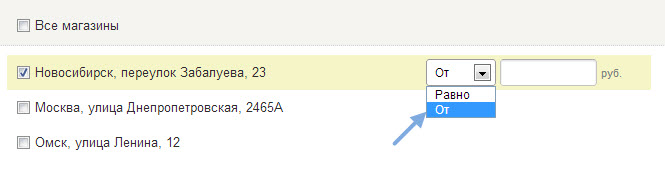 Все магазины
Новосибирск, переулок Забалуева, 23 От руб.
Равно
Москва, улица Днепропетровская, 2465А От
Омск, улица Ленина, 12